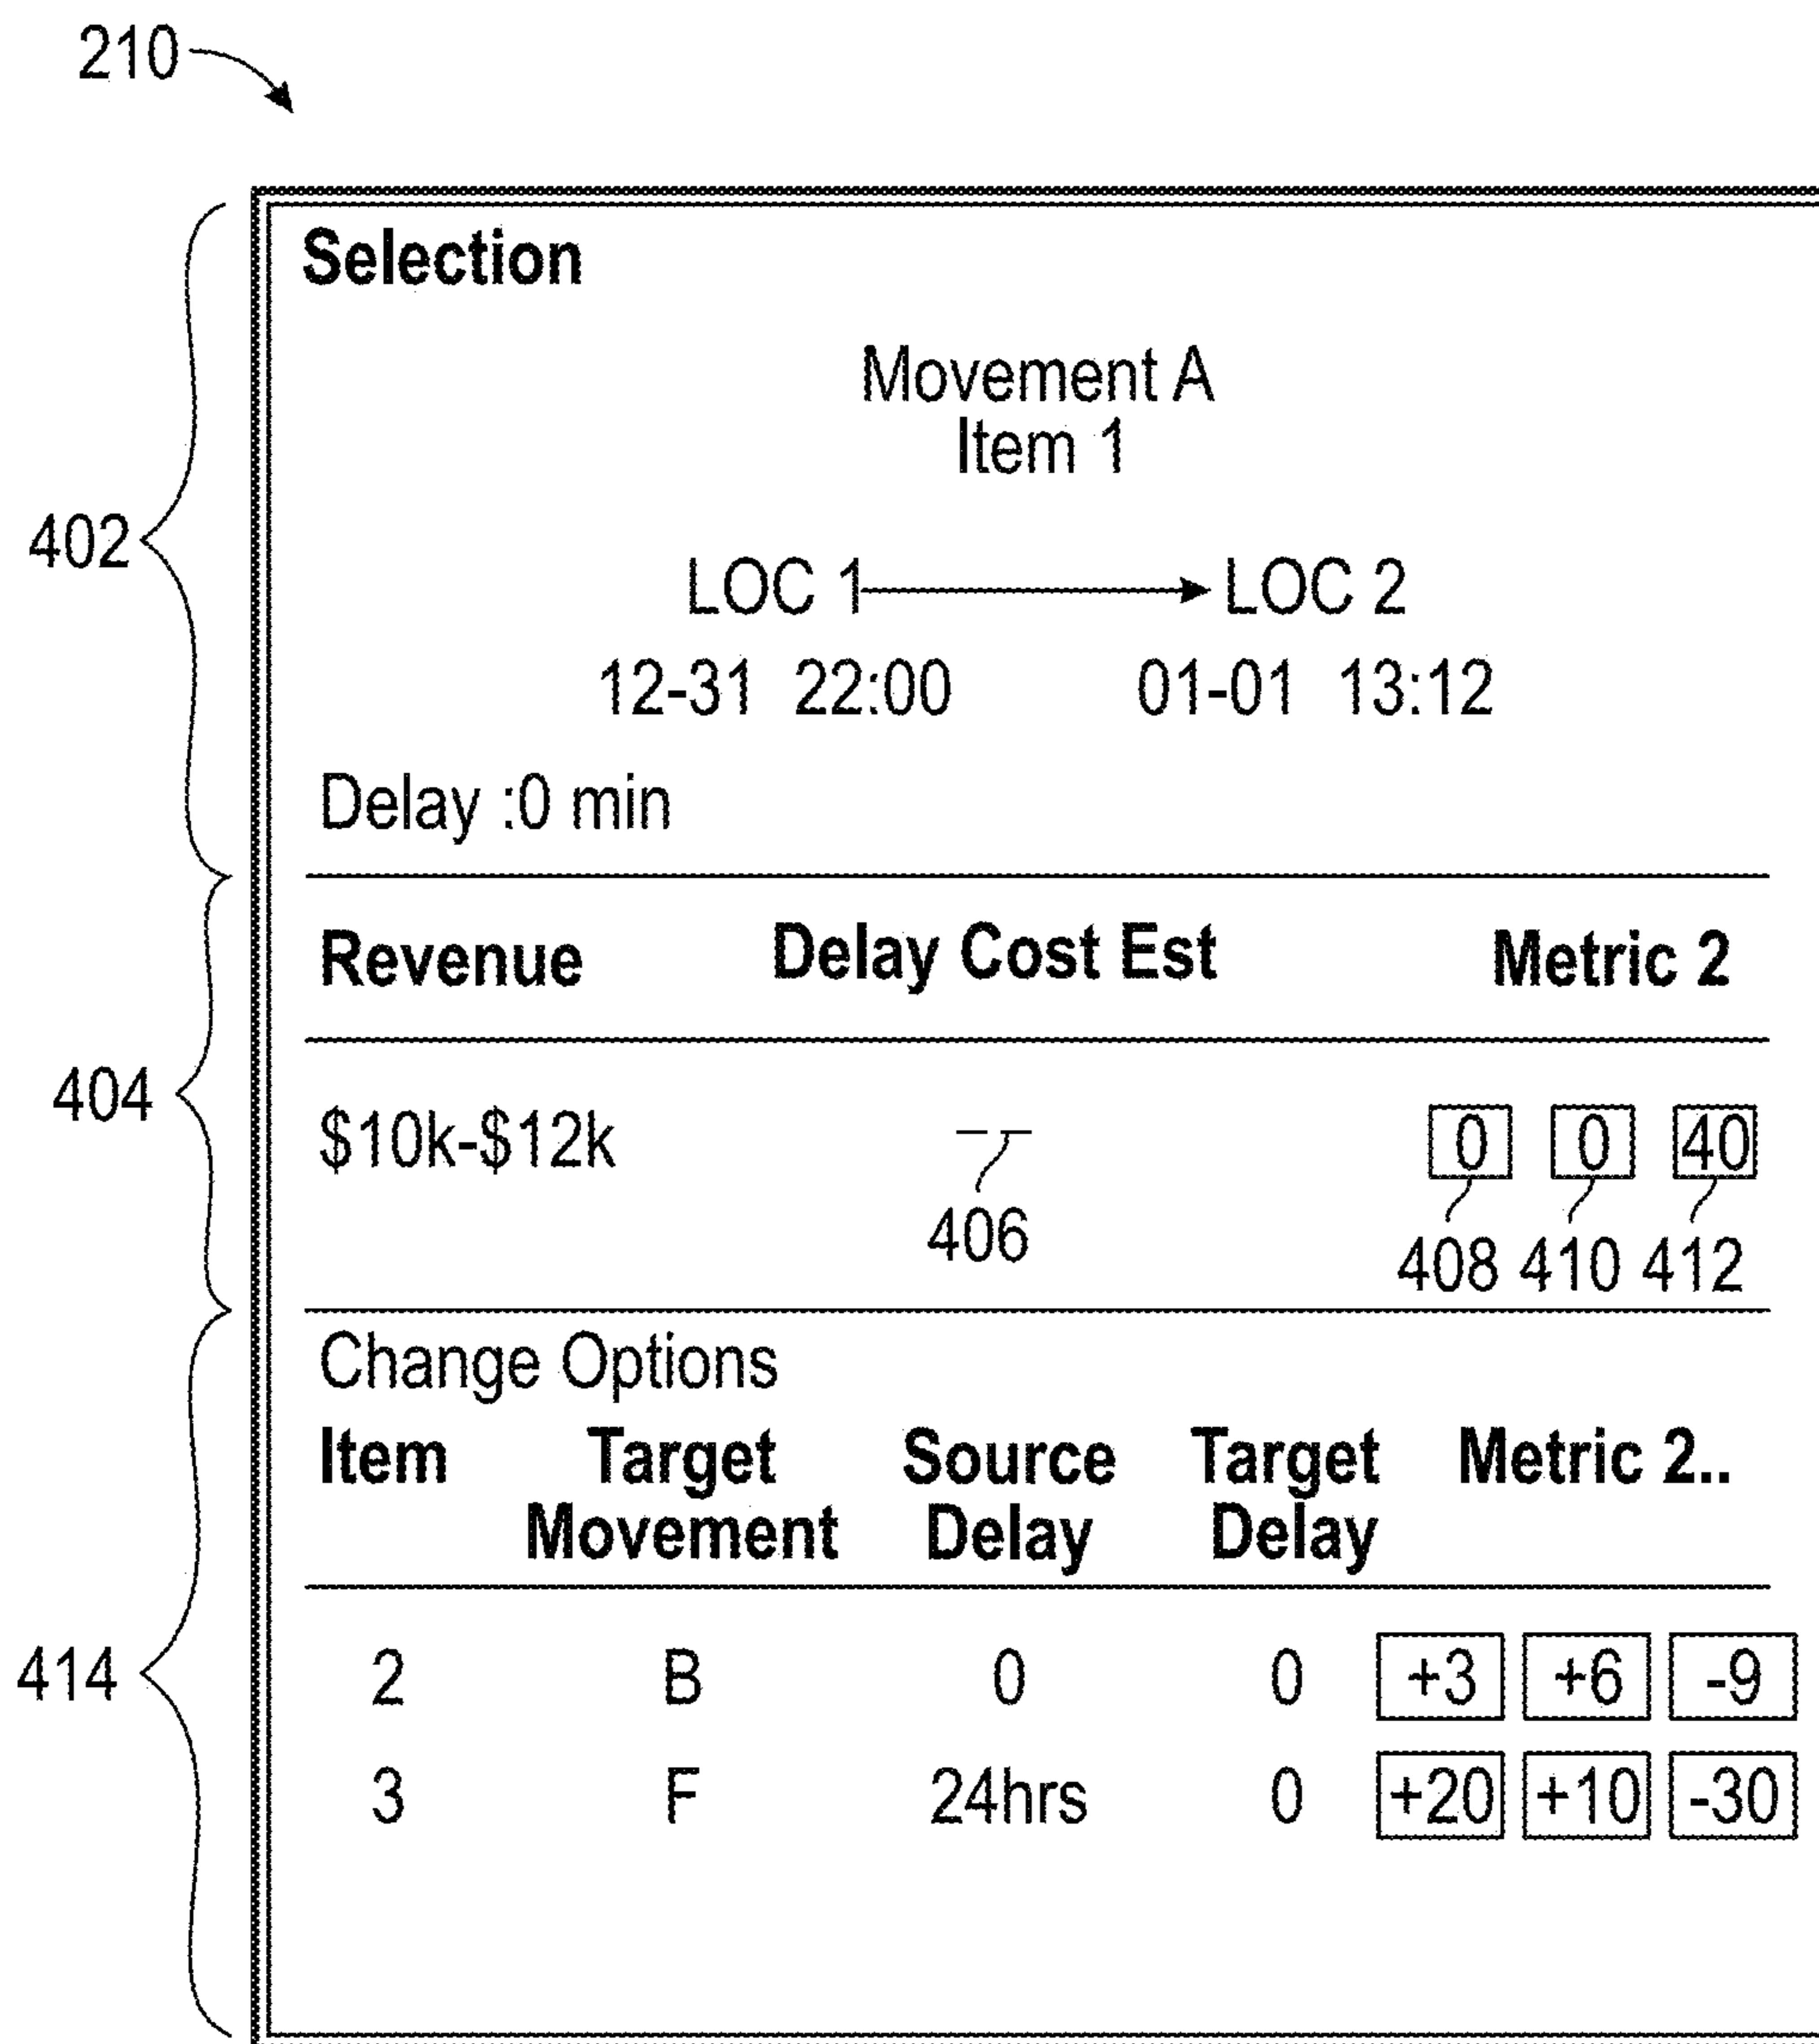 210
Selection
Movement A
Item 1
402
LOC 1 LOC 2
12-31 22:00 01-01 13:12
Delay :0 min
Revenue Delay Cost Est Metric 2
404
$10k-$12k -- 0 0 40
406 408 410 412
Change Options
Item Target Source Target Metric 2..
Movement Delay Delay
414 2 B 0 0 +3 +6 -9
3 F 24hrs 0 +20 +10 -30